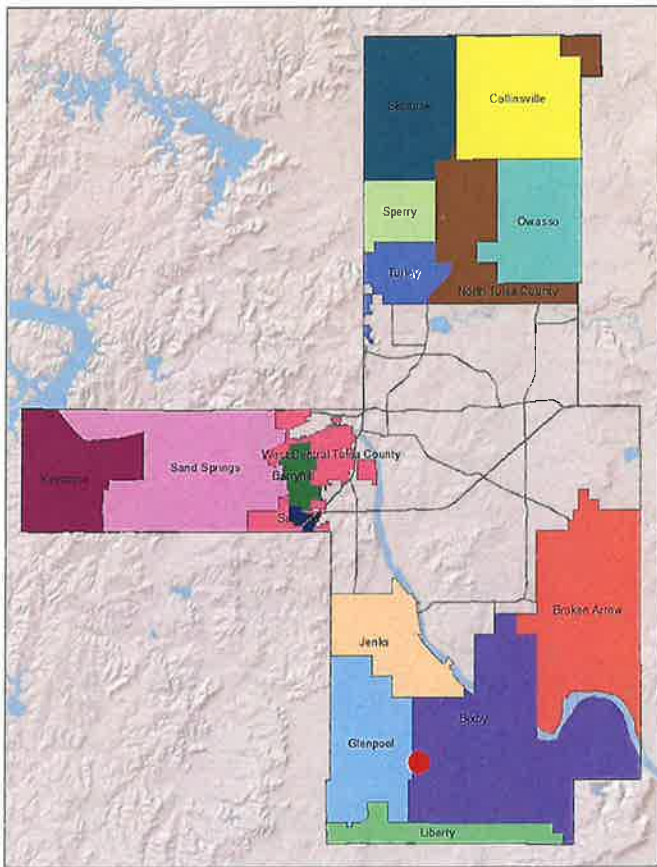 Skiatook
Collinsville
Sperry
Owasso
Turley
North Tulsa County
West Central Tulsa County
Berryhill
Keystone
Sand Springs
Broken Arrow
Jenks
Bixby
Glenpool
Liberty